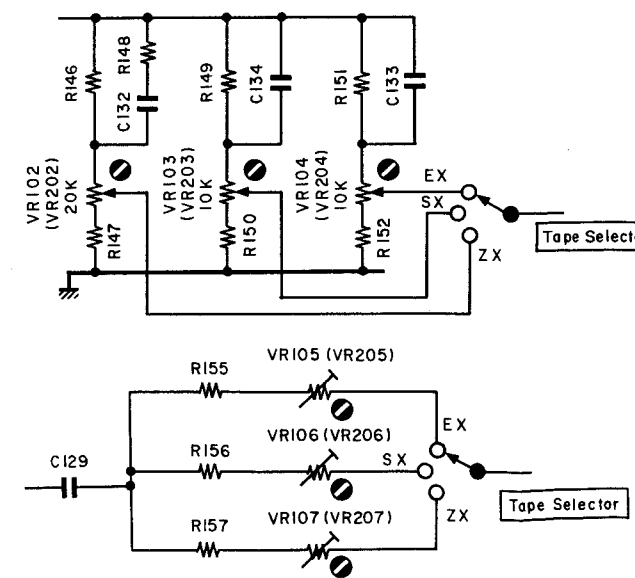 R146
R148
C132
R149
C134
R151
C133
VR102
(VR202)
20K
R147
VR103
(VR203)
10K
R150
VR104
(VR204)
10K
R152
EX
SX
ZX
Tape Selecto
R155
VR105 (VR205)
EX
C129
R156
VR106 (VR206)
SX
Tape Selector
R157
VR107 (VR207)
ZX